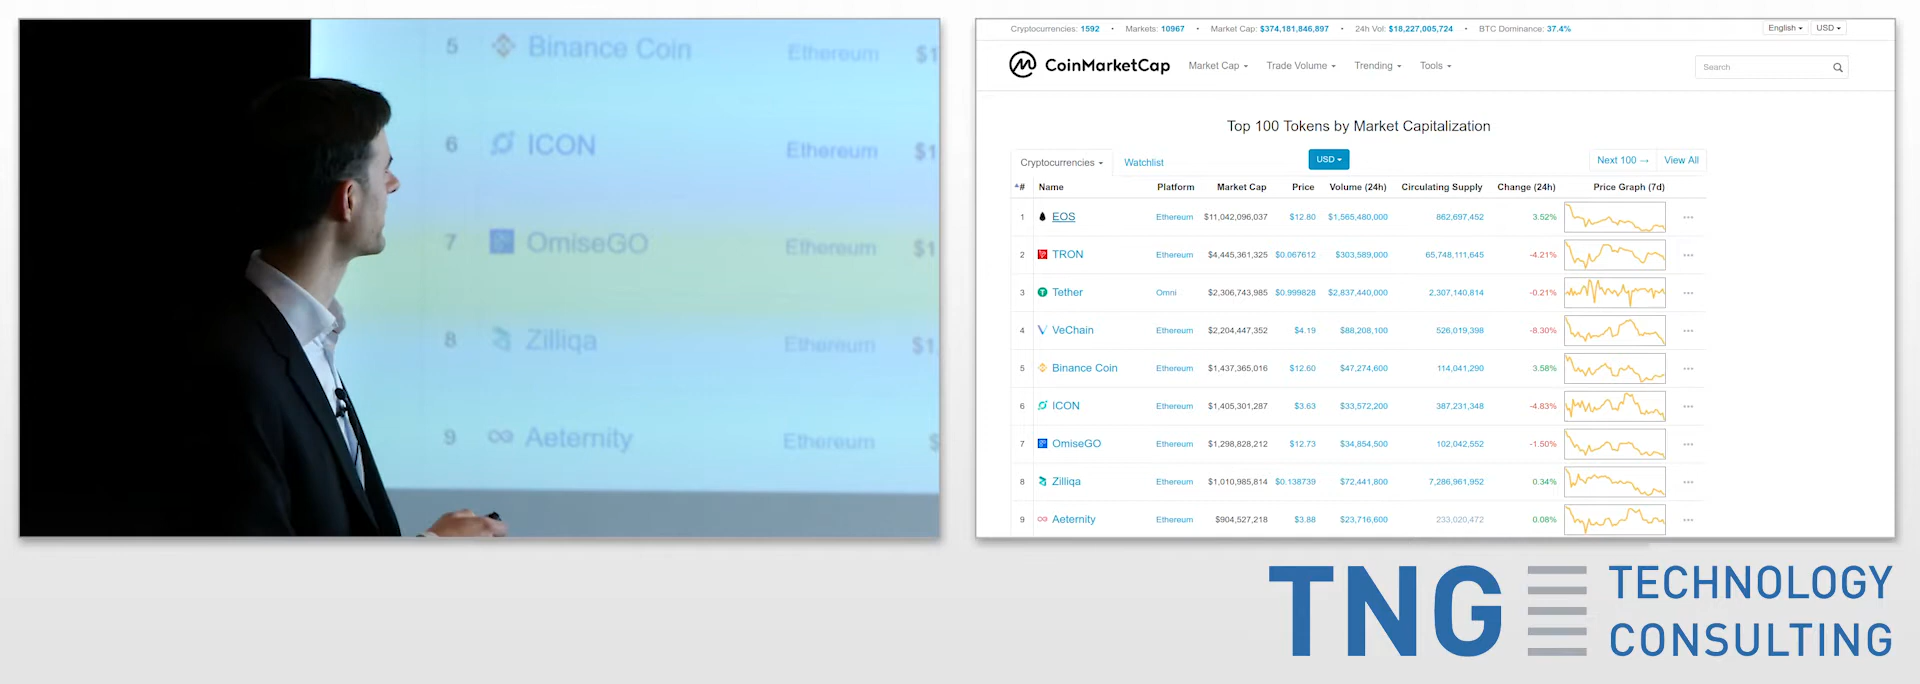 5 Binance Coin Ethereum $1
6 ICON Ethereum $1
7 OmiseGO Ethereum $1
8 Zilliqa Ethereum $1
9 Aeternity Ethereum $
Cryptocurrencies: 1592 • Markets: 10967 • Market Cap: $374,181,846,897 • 24h Vol: $18,227,005,724 • BTC Dominance: 37.4% English USD
CoinMarketCap Market Cap Trade Volume Trending Tools Search
Top 100 Tokens by Market Capitalization
Cryptocurrencies Watchlist USD Next 100 → View All
# Name Platform Market Cap Price Volume (24h) Circulating Supply Change (24h) Price Graph (7d)
1 EOS Ethereum $11,042,096,037 $12.80 $1,565,480,000 862,697,452 3.52%
2 TRON Ethereum $4,445,361,325 $0.067612 $303,589,000 65,748,111,645 -4.21%
3 Tether Omni $2,306,743,985 $0.999828 $2,837,440,000 2,307,140,814 -0.21%
4 VeChain Ethereum $2,204,447,352 $4.19 $88,208,100 526,019,398 -8.30%
5 Binance Coin Ethereum $1,437,365,016 $12.60 $47,274,600 114,041,290 3.58%
6 ICON Ethereum $1,405,301,287 $3.63 $33,572,200 387,231,348 -4.83%
7 OmiseGO Ethereum $1,298,828,212 $12.73 $34,854,500 102,042,552 -1.50%
8 Zilliqa Ethereum $1,010,985,814 $0.138739 $72,441,800 7,286,961,952 0.34%
9 Aeternity Ethereum $904,527,218 $3.88 $23,716,600 233,020,472 0.08%
TNG TECHNOLOGY
CONSULTING